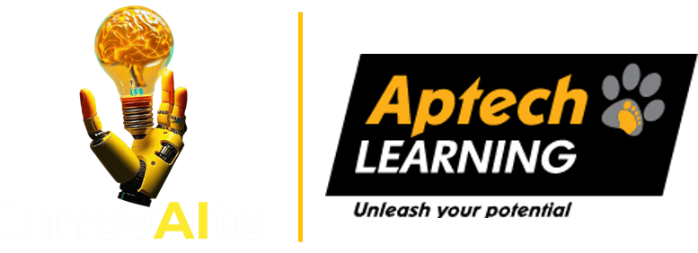 InnovAIte
Aptech
LEARNING
Unleash your potential